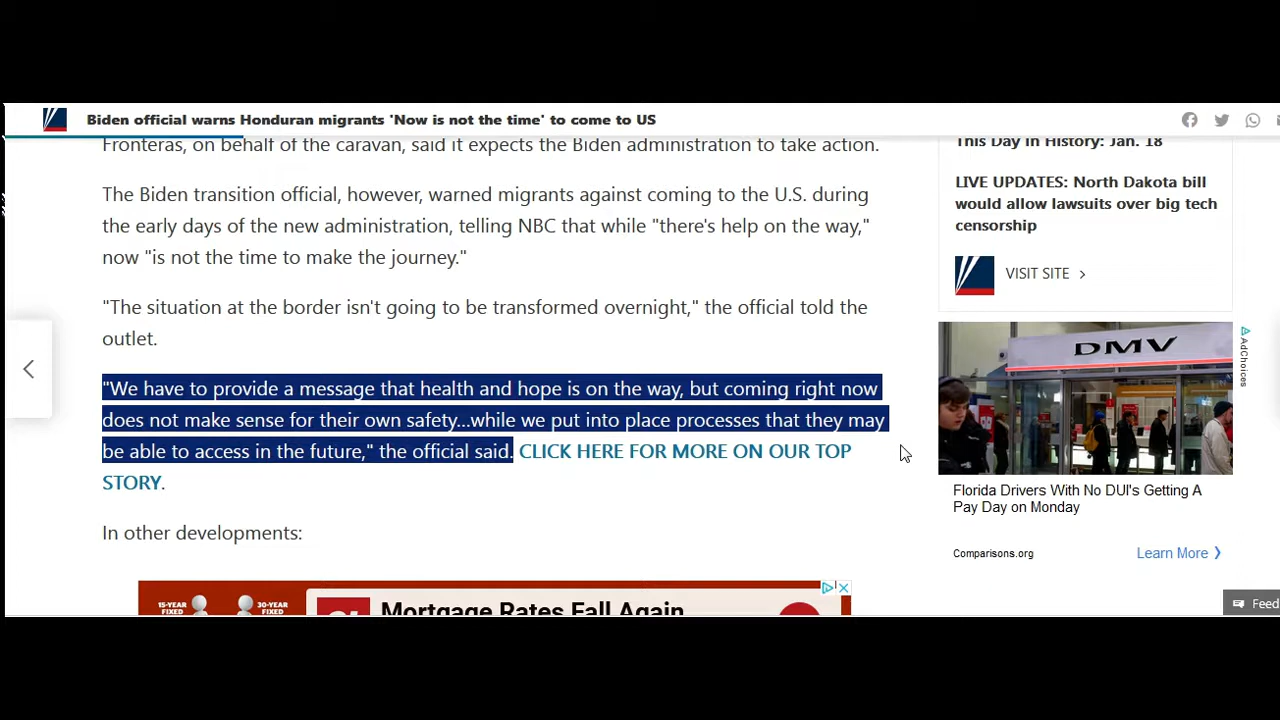 Biden official warns Honduran migrants 'Now is not the time' to come to US
Fronteras, on behalf of the caravan, said it expects the Biden administration to take action.
The Biden transition official, however, warned migrants against coming to the U.S. during
the early days of the new administration, telling NBC that while "there's help on the way,"
now "is not the time to make the journey."
"The situation at the border isn't going to be transformed overnight," the official told the
outlet.
"We have to provide a message that health and hope is on the way, but coming right now
does not make sense for their own safety...while we put into place processes that they may
be able to access in the future," the official said. CLICK HERE FOR MORE ON OUR TOP
STORY.
In other developments:
15-YEAR
FIXED
30-YEAR
FIXED
Mortgage Rates Fall Again
This Day in History: Jan. 18
LIVE UPDATES: North Dakota bill
would allow lawsuits over big tech
censorship
VISIT SITE >
DMV
AdChoices
Florida Drivers With No DUI's Getting A
Pay Day on Monday
Comparisons.org
Learn More ❯
Feed